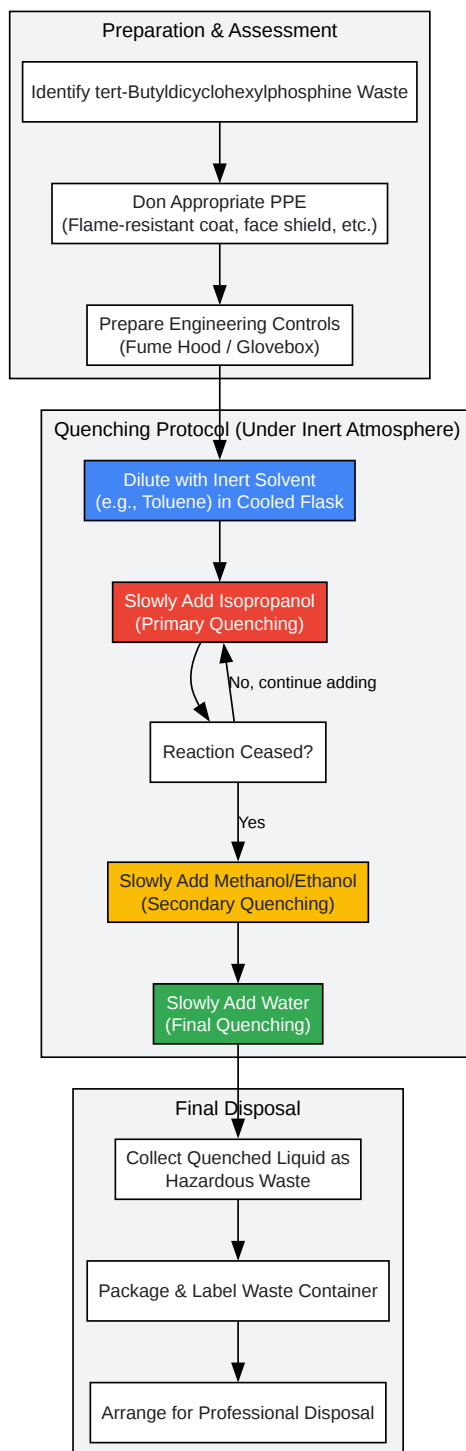 Preparation & Assessment
Identify tert-Butyldicyclohexylphosphine Waste
Don Appropriate PPE
(Flame-resistant coat, face shield, etc.)
Prepare Engineering Controls
(Fume Hood / Glovebox)
Quenching Protocol (Under Inert Atmosphere)
Dilute with Inert Solvent
(e.g., Toluene) in Cooled Flask
Slowly Add Isopropanol
(Primary Quenching)
No, continue adding
Reaction Ceased?
Yes
Slowly Add Methanol/Ethanol
(Secondary Quenching)
Slowly Add Water
(Final Quenching)
Final Disposal
Collect Quenched Liquid as
Hazardous Waste
Package & Label Waste Container
Arrange for Professional Disposal